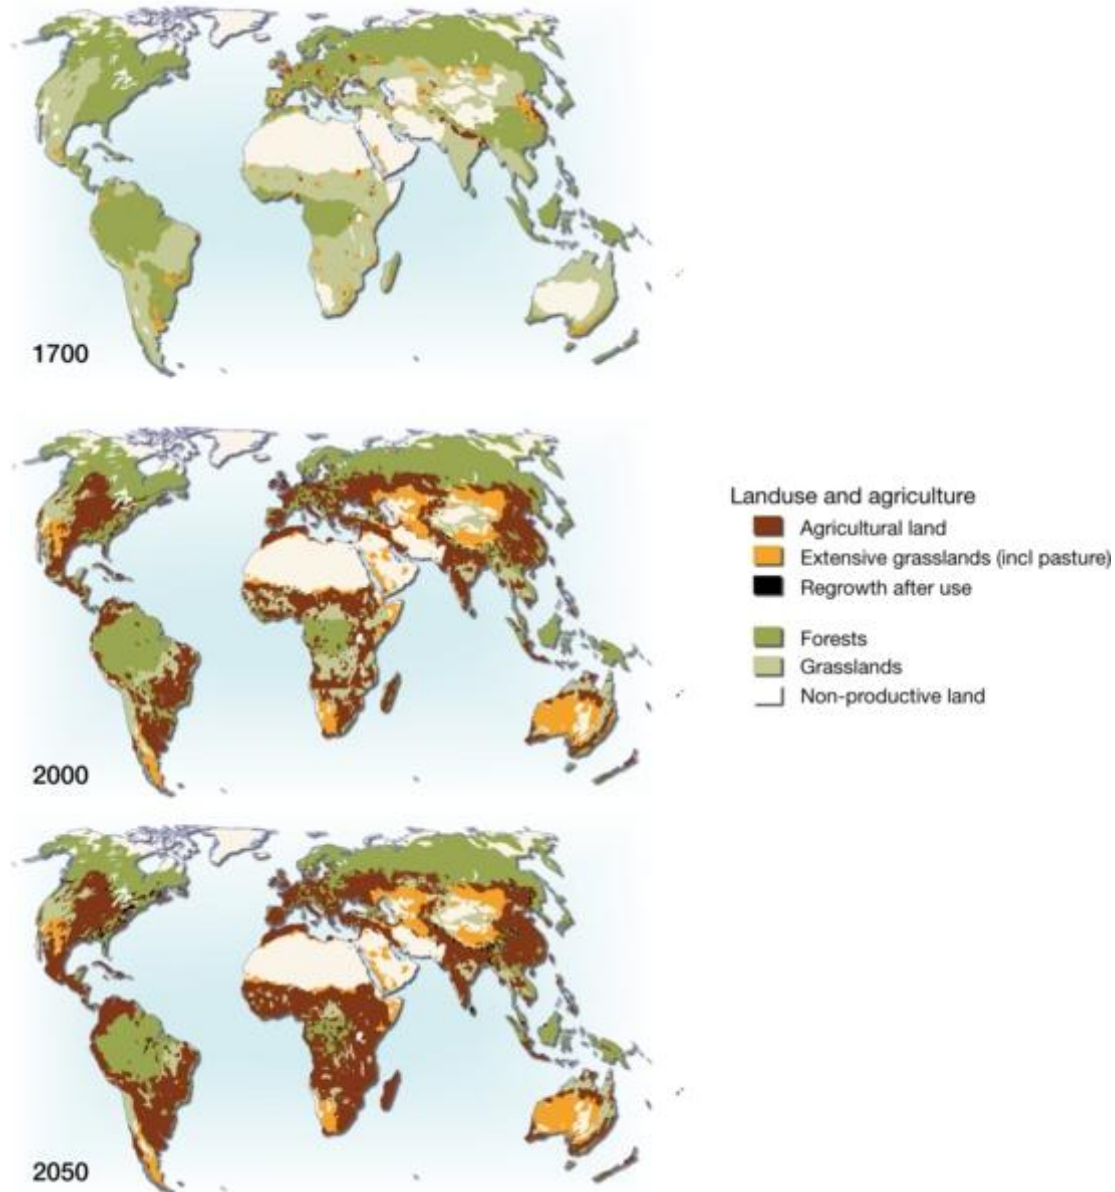 1700
2000
Landuse and agriculture
Agricultural land
Extensive grasslands (incl pasture)
Regrowth after use
Forests
Grasslands
Non-productive land
2050